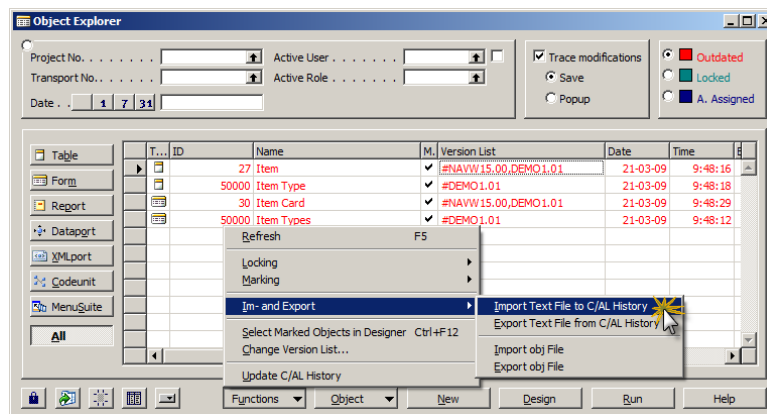 Object Explorer
Project No. . . . . . . Active User . . . . . . .
Transport No.. . . . . . Active Role . . . . . . .
Date . . 1 7 31
Trace modifications
Save
Popup
Outdated
Locked
A. Assigned
Table
Form
Report
Dataport
XMLport
Codeunit
MenuSuite
All
T... ID Name M. Version List Date Time
27 Item #NAVW15.00,DEMO1.01 21-03-09 9:48:16
50000 Item Type #DEMO1.01 21-03-09 9:48:18
30 Item Card #NAVW15.00,DEMO1.01 21-03-09 9:48:29
50000 Item Types #DEMO1.01 21-03-09 9:48:12
Refresh F5
Locking
Marking
Im- and Export
Select Marked Objects in Designer Ctrl+F12
Change Version List...
Update C/AL History
Import Text File to C/AL History
Export Text File from C/AL History
Import obj File
Export obj File
Functions Object New Design Run Help